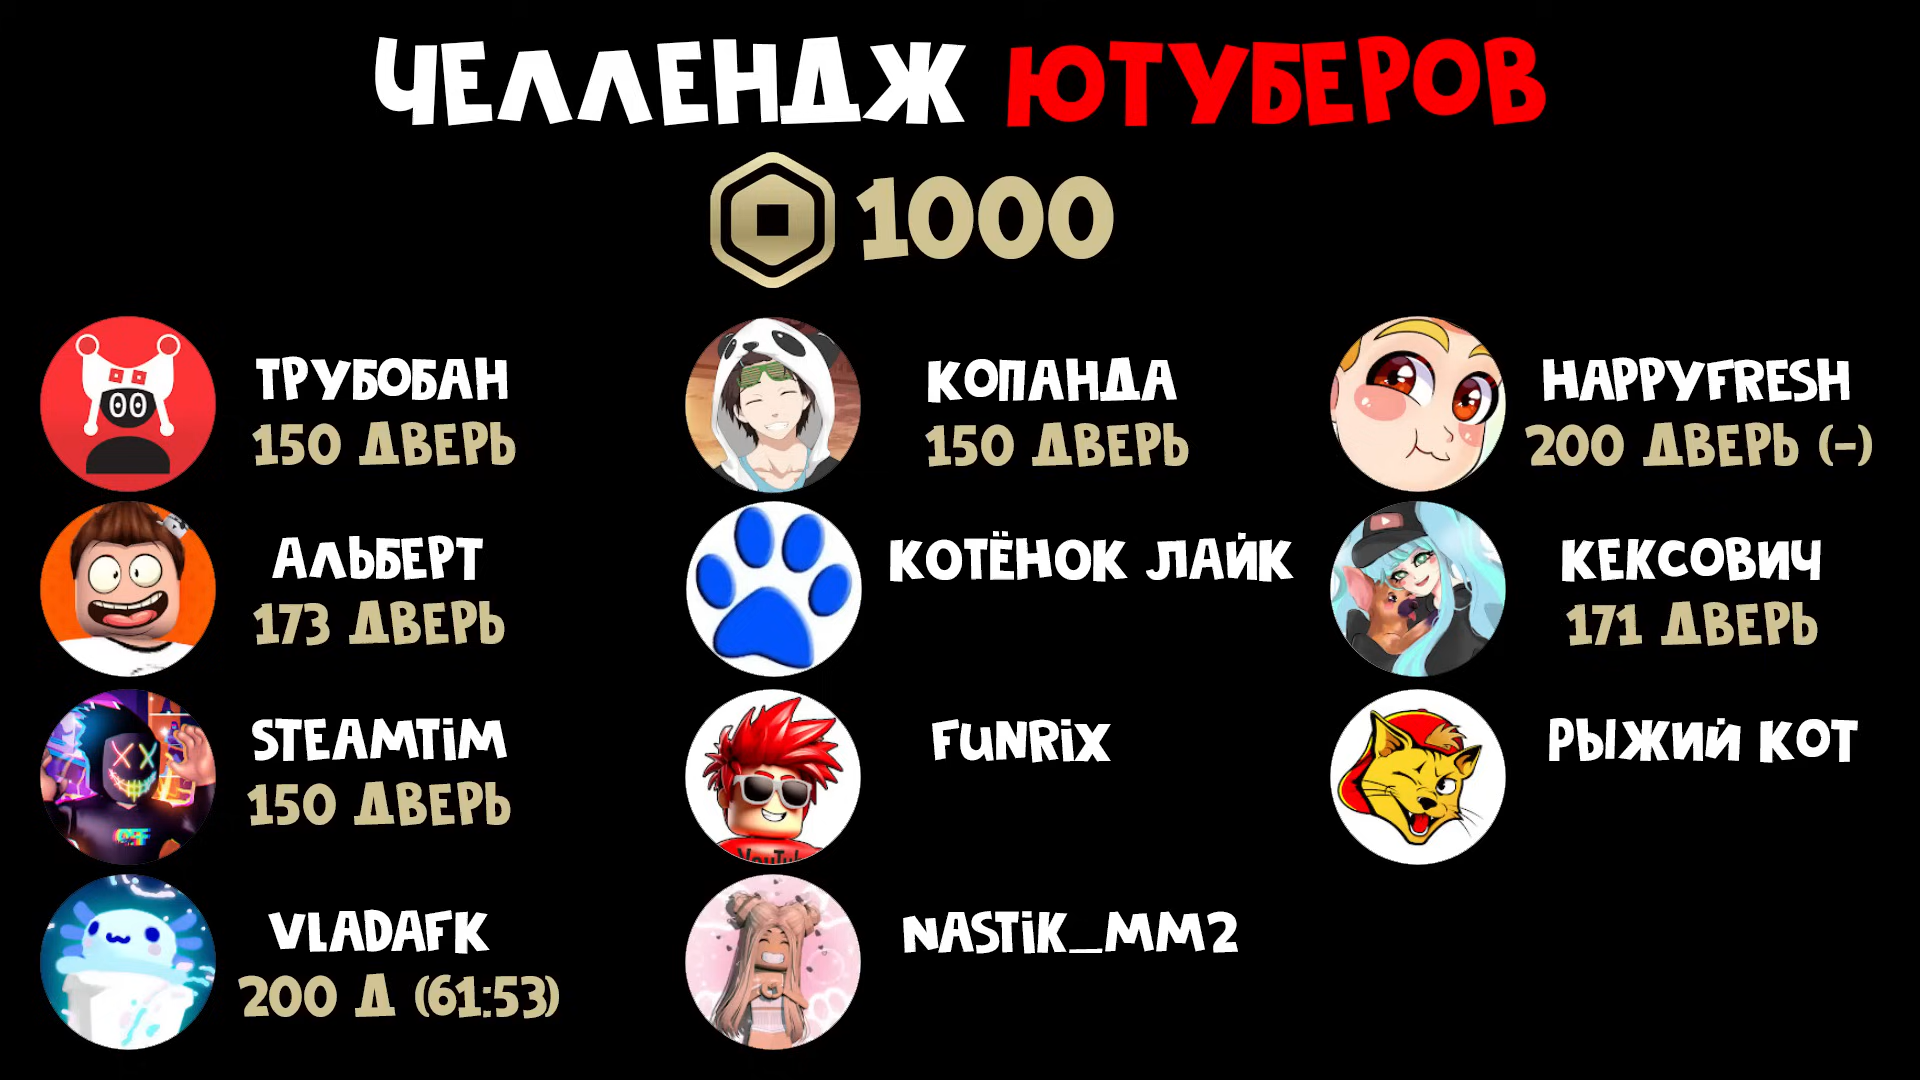 ЧЕЛЛЕНДЖ ЮТУБЕРОВ
1000
ТРУБОБАН
150 ДВЕРЬ
КОПАНДА
150 ДВЕРЬ
HAPPYFRESH
200 ДВЕРЬ (-)
АЛЬБЕРТ
173 ДВЕРЬ
КОТЁНОК ЛАЙК
КЕКСОВИЧ
171 ДВЕРЬ
STEAMTiM
150 ДВЕРЬ
FUNRiX
YouTub
РЫЖИЙ КОТ
VLADAFK
200 Д (61:53)
NASTiK_MM2